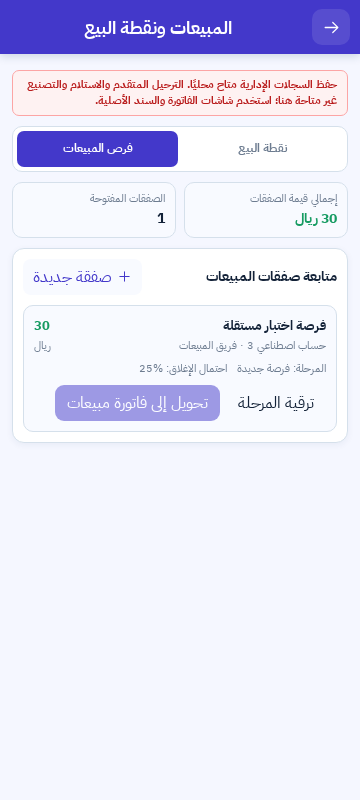 المبيعات ونقطة البيع
حفظ السجلات الإدارية متاح محليًا. الترحيل المتقدم والاستلام والتصنيع
غير متاحة هنا؛ استخدم شاشات الفاتورة والسند الأصلية.
نقطة البيع
فرص المبيعات
إجمالي قيمة الصفقات
30 ريال
الصفقات المفتوحة
1
متابعة صفقات المبيعات
+ صفقة جديدة
فرصة اختبار مستقلة
30
حساب اصطناعي 3 · فريق المبيعات
ريال
المرحلة: فرصة جديدة احتمال الإغلاق: 25%
ترقية المرحلة
تحويل إلى فاتورة مبيعات